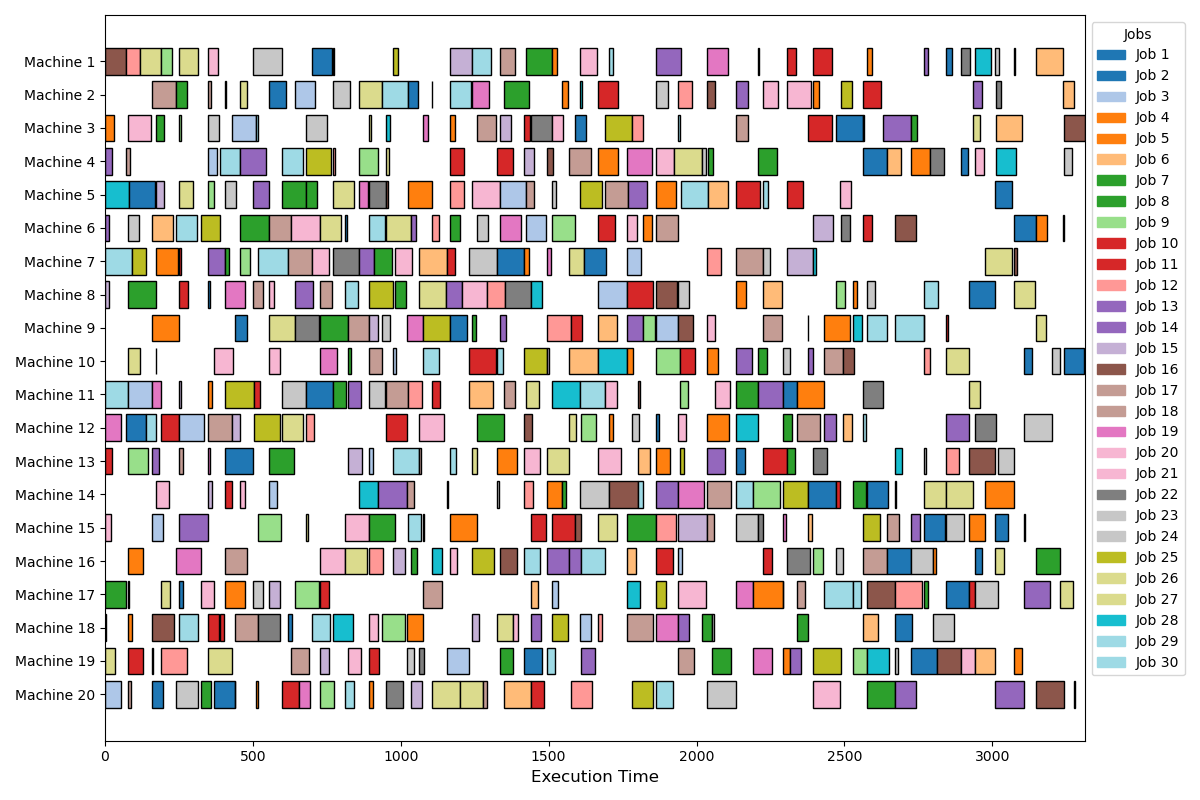 Jobs
Machine 1
Machine 2
Machine 3
Machine 4
Machine 5
Machine 6
Machine 7
Machine 8
Machine 9
Machine 10
Machine 11
Machine 12
Machine 13
Machine 14
Machine 15
Machine 16
Machine 17
Machine 18
Machine 19
Machine 20
Job 1
Job 2
Job 3
Job 4
Job 5
Job 6
Job 7
Job 8
Job 9
Job 10
Job 11
Job 12
Job 13
Job 14
Job 15
Job 16
Job 17
Job 18
Job 19
Job 20
Job 21
Job 22
Job 23
Job 24
Job 25
Job 26
Job 27
Job 28
Job 29
Job 30
0 500 1000 1500 2000 2500 3000
Execution Time